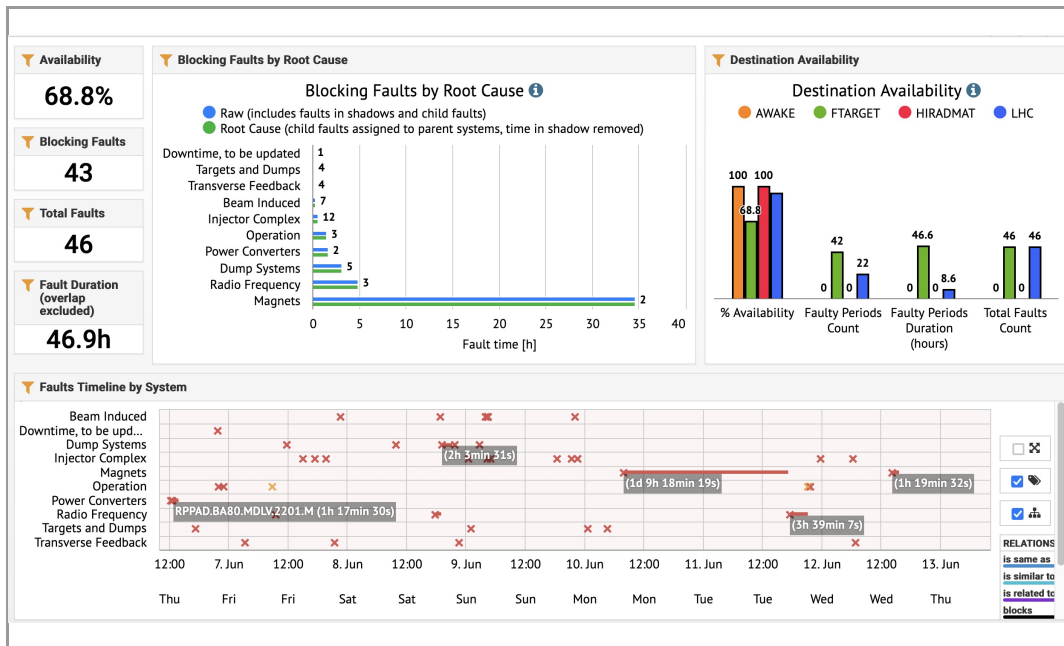 Availability
68.8%
Blocking Faults
43
Total Faults
46
Fault Duration
(overlap
excluded)
46.9h
Blocking Faults by Root Cause
Blocking Faults by Root Cause
Raw (includes faults in shadows and child faults)
Root Cause (child faults assigned to parent systems, time in shadow removed)
Downtime, to be updated 1
Targets and Dumps 4
Transverse Feedback 4
Beam Induced 7
Injector Complex 12
Operation 3
Power Converters 2
Dump Systems 5
Radio Frequency 3
Magnets 2
0 5 10 15 20 25 30 35 40
Fault time [h]
Destination Availability
Destination Availability
AWAKE FTARGET HIRADMAT LHC
100 68.8 100
0 42 0 22
0 46.6 0 8.6
0 46 0 46
% Availability
Faulty Periods
Count
Faulty Periods
Duration
(hours)
Total Faults
Count
Faults Timeline by System
Beam Induced
Downtime, to be upd...
Dump Systems
(2h 3min 31s)
Injector Complex
Magnets
(1d 9h 18min 19s)
(1h 19min 32s)
Operation
Power Converters
RPPAD.BA80.MDLV.2201.M (1h 17min 30s)
Radio Frequency
(3h 39min 7s)
Targets and Dumps
Transverse Feedback
12:00 7. Jun 12:00 8. Jun 12:00 9. Jun 12:00 10. Jun 12:00 11. Jun 12:00 12. Jun 12:00 13. Jun
Thu Fri Fri Sat Sat Sun Sun Mon Mon Tue Tue Wed Wed Thu
RELATIONS
is same as
is similar to
is related to
blocks